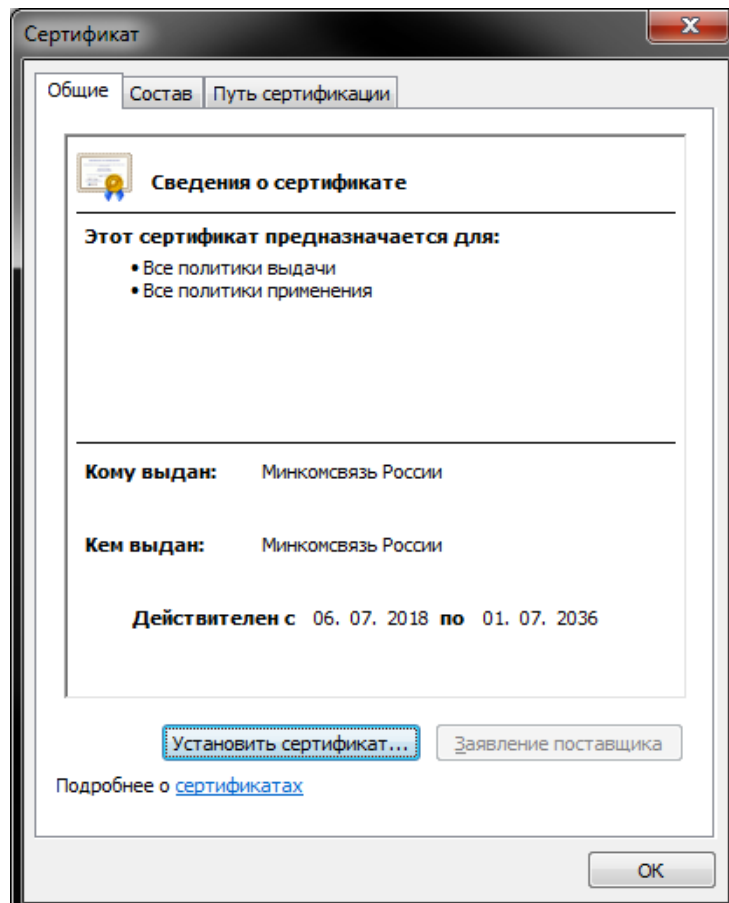 Сертификат
Общие Состав Путь сертификации
Сведения о сертификате
Этот сертификат предназначается для:
• Все политики выдачи
• Все политики применения
Кому выдан: Минкомсвязь России
Кем выдан: Минкомсвязь России
Действителен с 06. 07. 2018 по 01. 07. 2036
Установить сертификат... Заявление поставщика
Подробнее о сертификатах
ОК